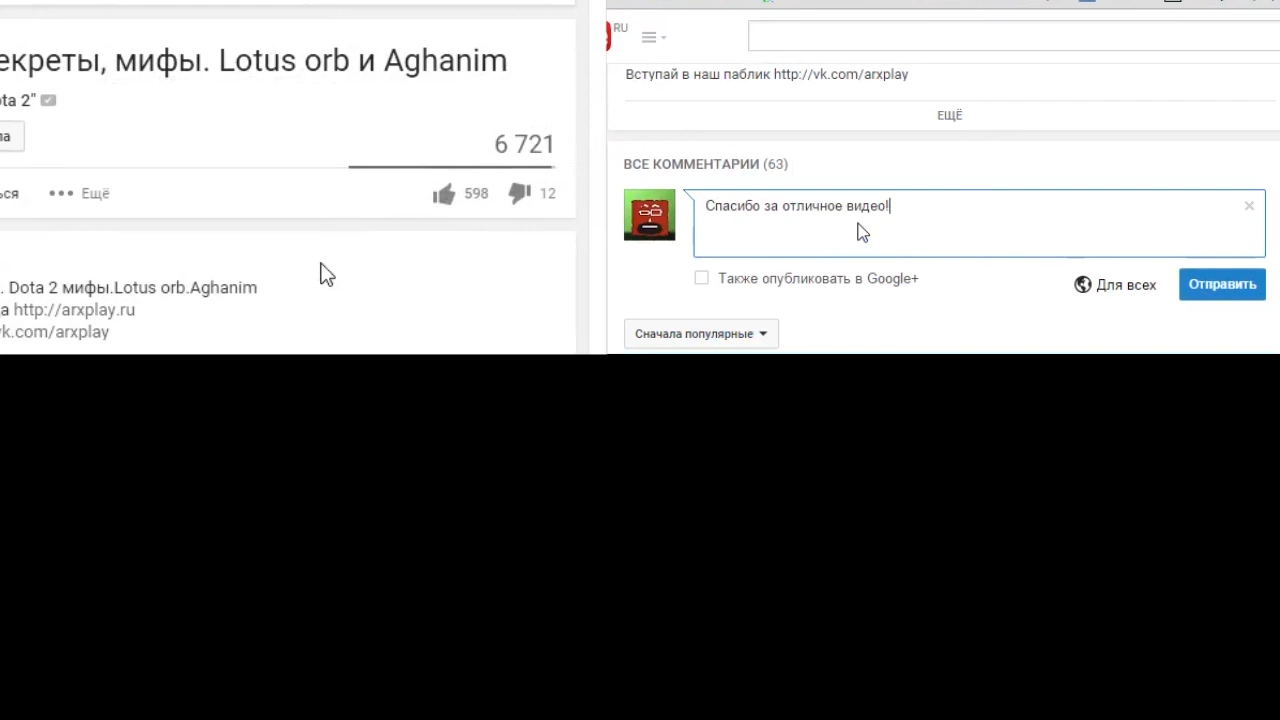 екреты, мифы. Lotus orb и Aghanim
ota 2"
ла
6 721
ься
••• Ещё
598
12
. Dota 2 мифы.Lotus orb.Aghanim
а http://arxplay.ru
vk.com/arxplay
RU
Вступай в наш паблик http://vk.com/arxplay
ЕЩЁ
ВСЕ КОММЕНТАРИИ (63)
Спасибо за отличное видео!
Также опубликовать в Google+
Для всех
Отправить
Сначала популярные